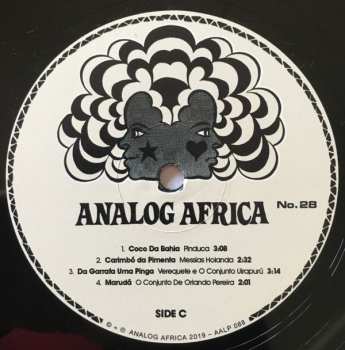 ANALOG AFRICA No. 28
1. Coco Da Bahia Pinduca 3:08
2. Carimbó da Pimenta Messias Holanda 2:32
3. Da Garrafa Uma Pinga Verequete e O Conjunto Uirapurú 3:14
4. Marudá O Conjunto De Orlando Pereira 2:01
SIDE C
© + ℗ ANALOG AFRICA 2019 – AALP 088